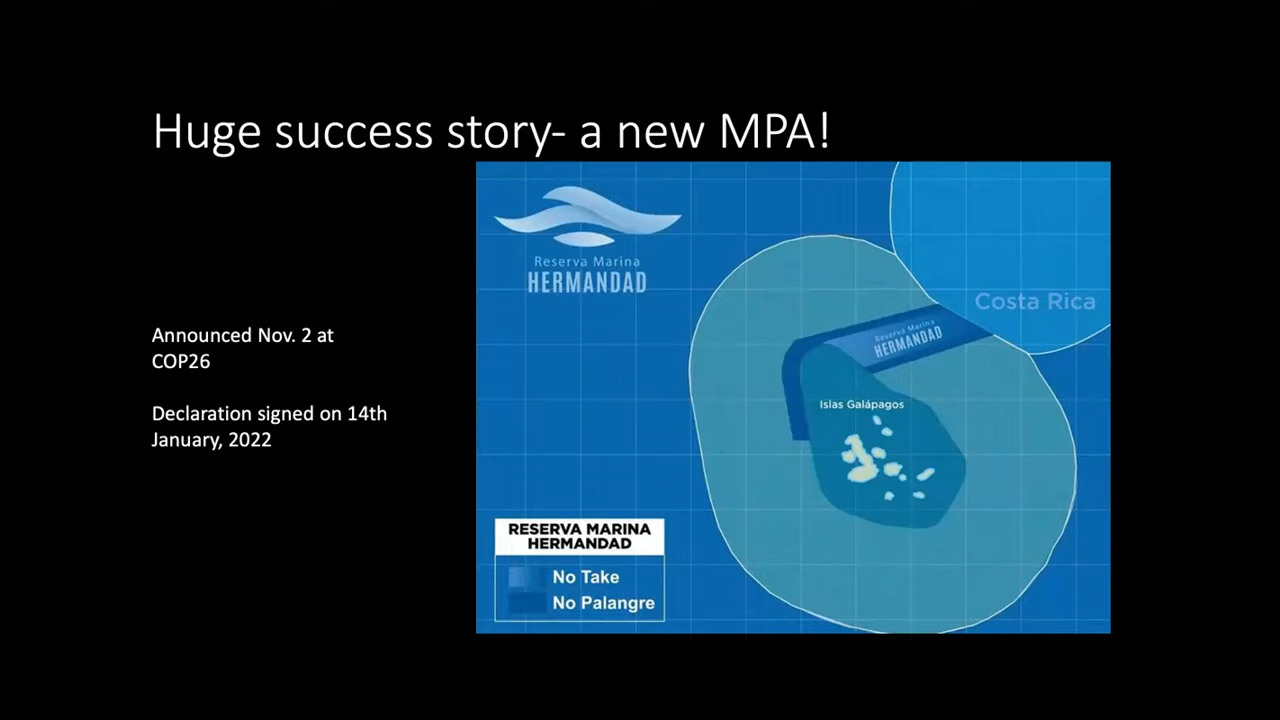 Huge success story- a new MPA!
Announced Nov. 2 at
COP26
Declaration signed on 14th
January, 2022
Reserva Marina
HERMANDAD
Costa Rica
Reserva Marina
HERMANDAD
Islas Galápagos
RESERVA MARINA
HERMANDAD
No Take
No Palangre